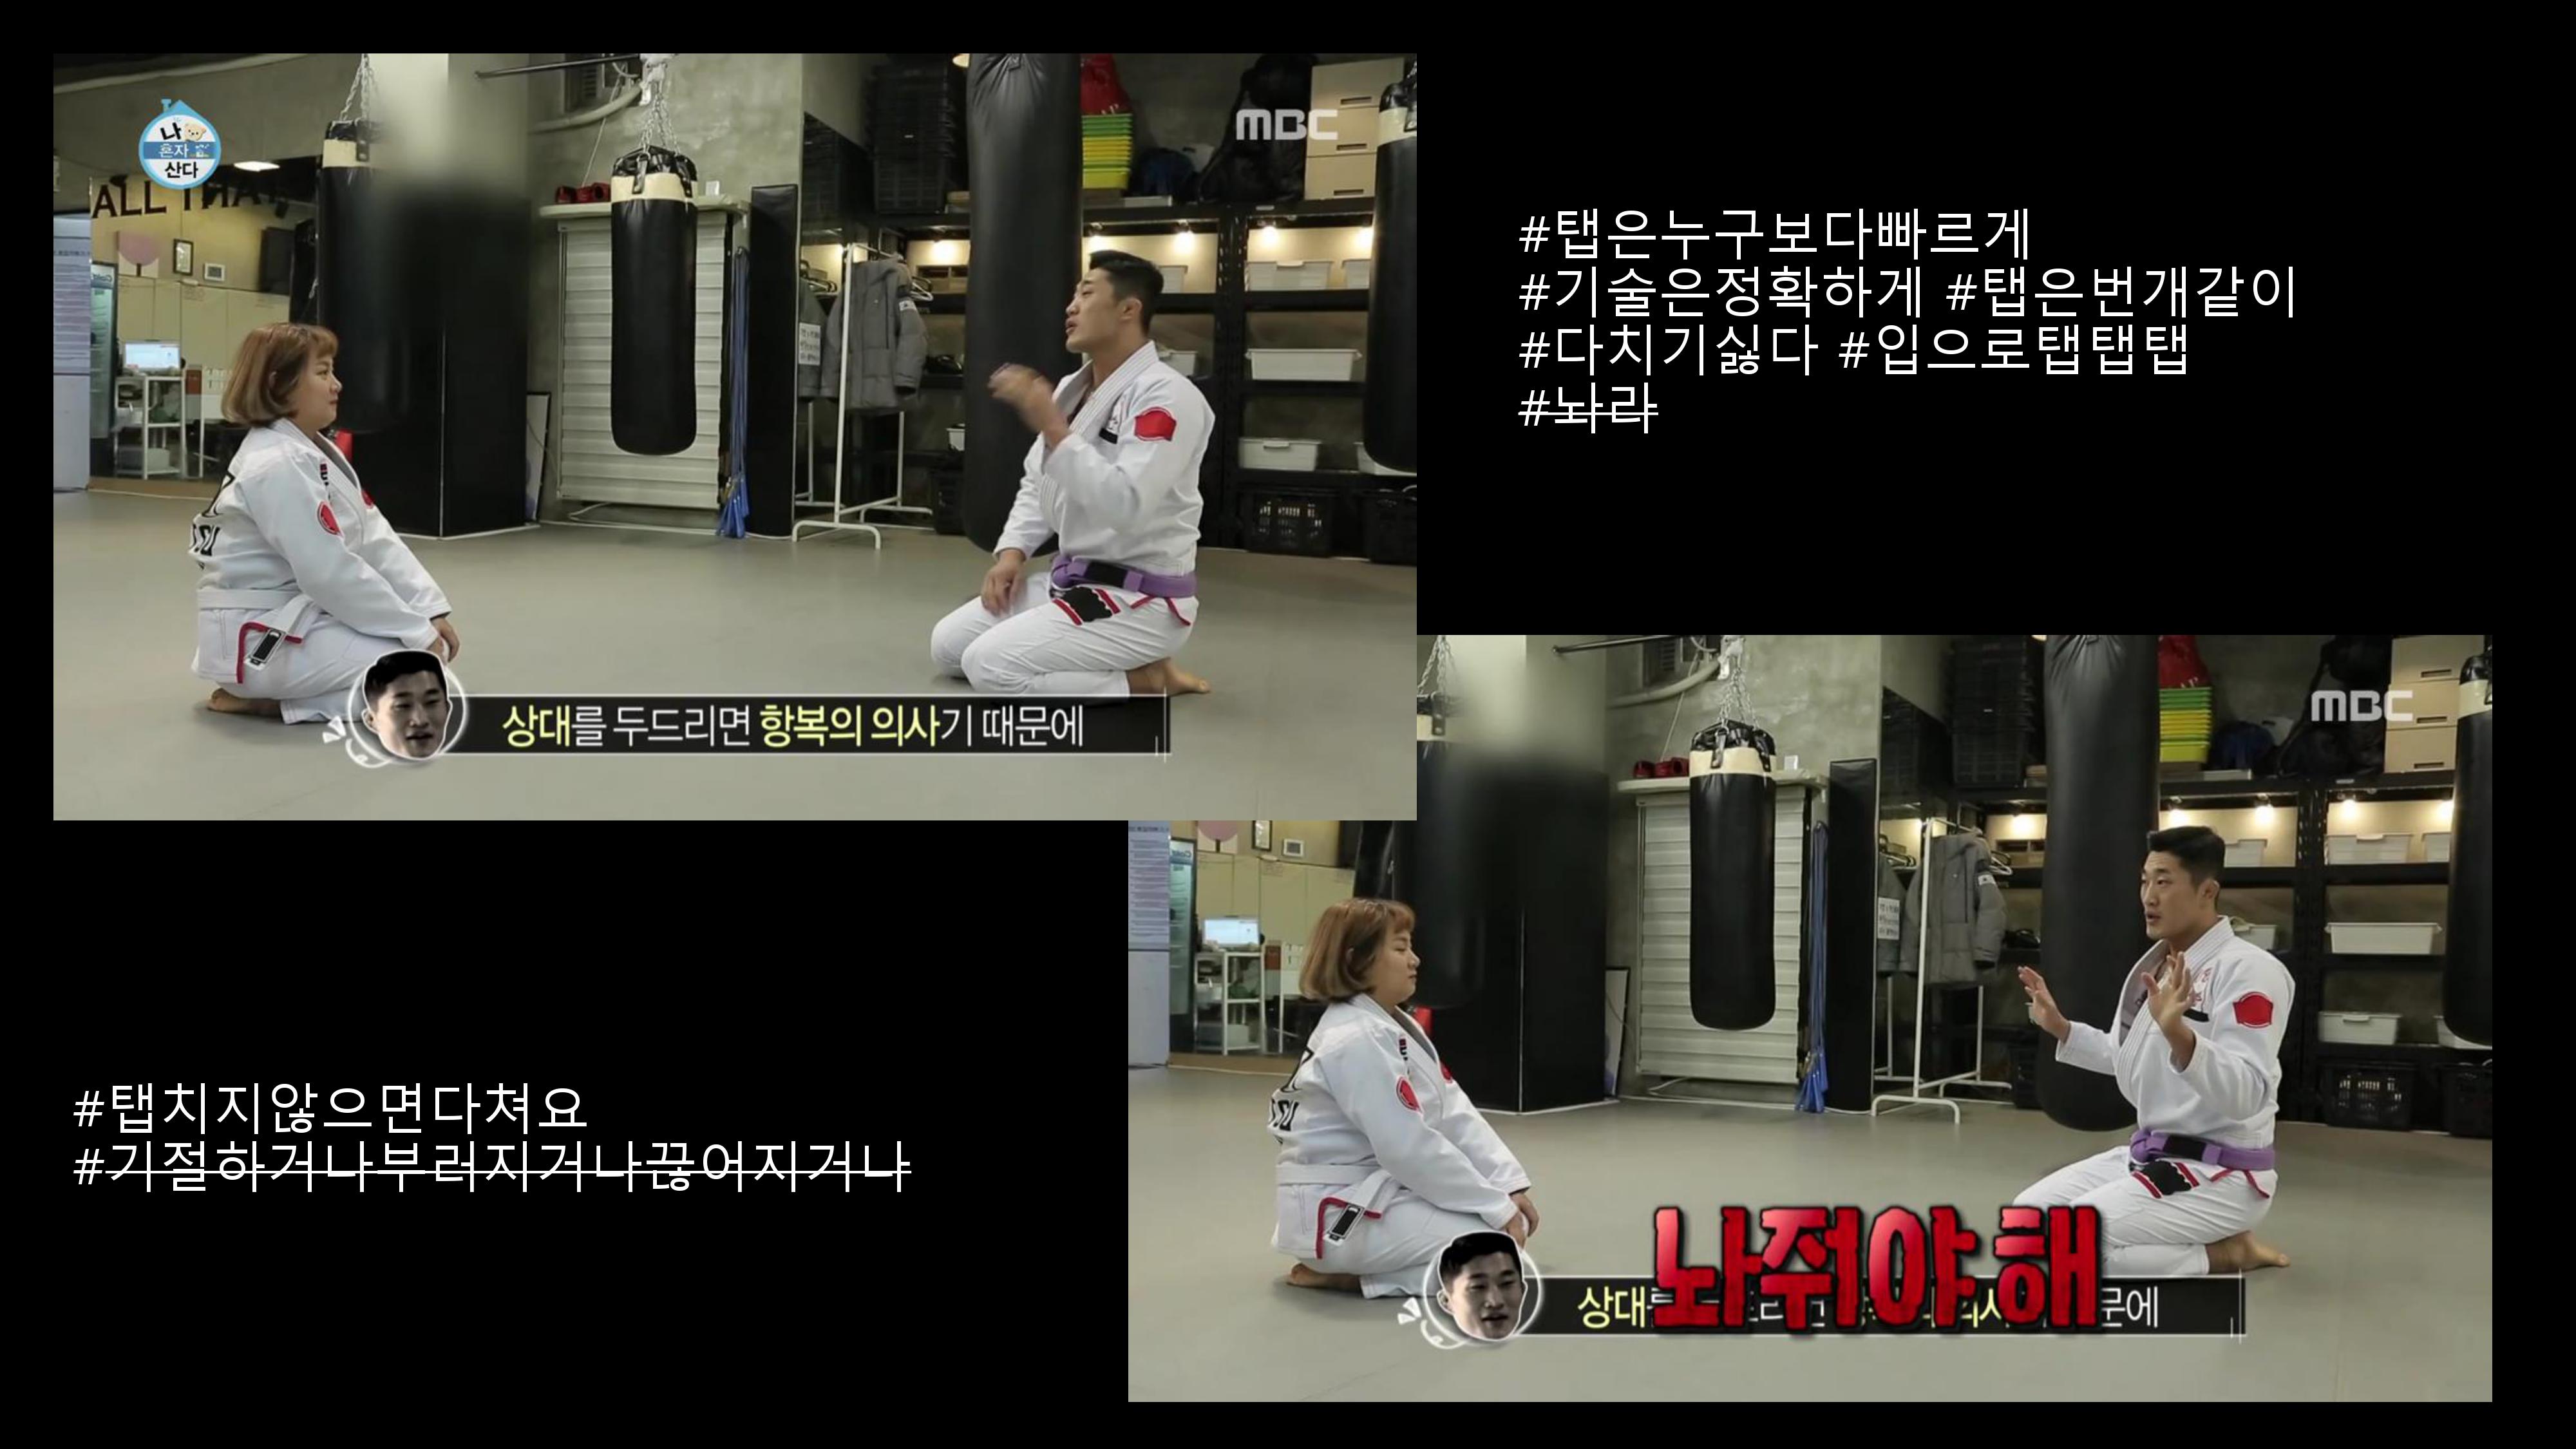 나
혼자
산다
MBC
ALL THAT
상대를 두드리면 항복의 의사기 때문에
#탭은누구보다빠르게
#기술은정확하게 #탭은번개같이
#다치기싫다 #입으로탭탭탭
#놔라
MBC
#탭치지않으면다쳐요
#기절하거나부러지거나끊어지거나
놔줘야 해
상대를
문에